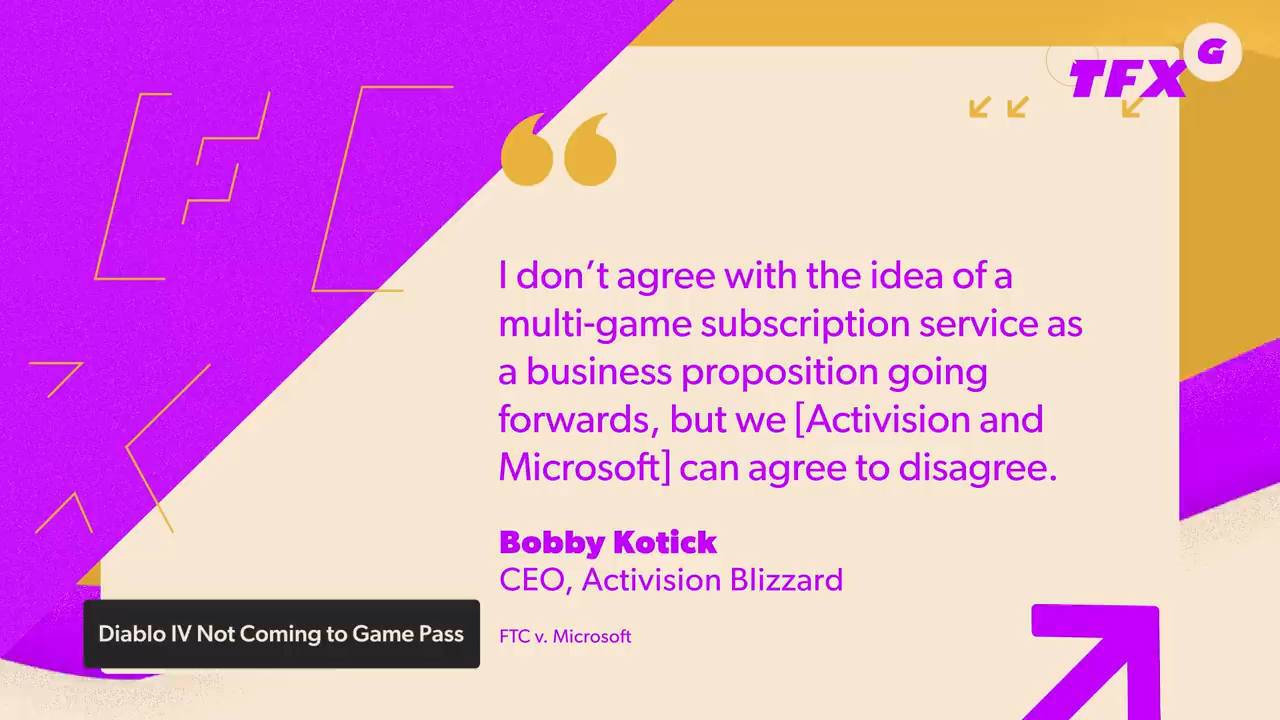 TFX
G
I don’t agree with the idea of a
multi-game subscription service as
a business proposition going
forwards, but we [Activision and
Microsoft] can agree to disagree.
Bobby Kotick
CEO, Activision Blizzard
Diablo IV Not Coming to Game Pass
FTC v. Microsoft